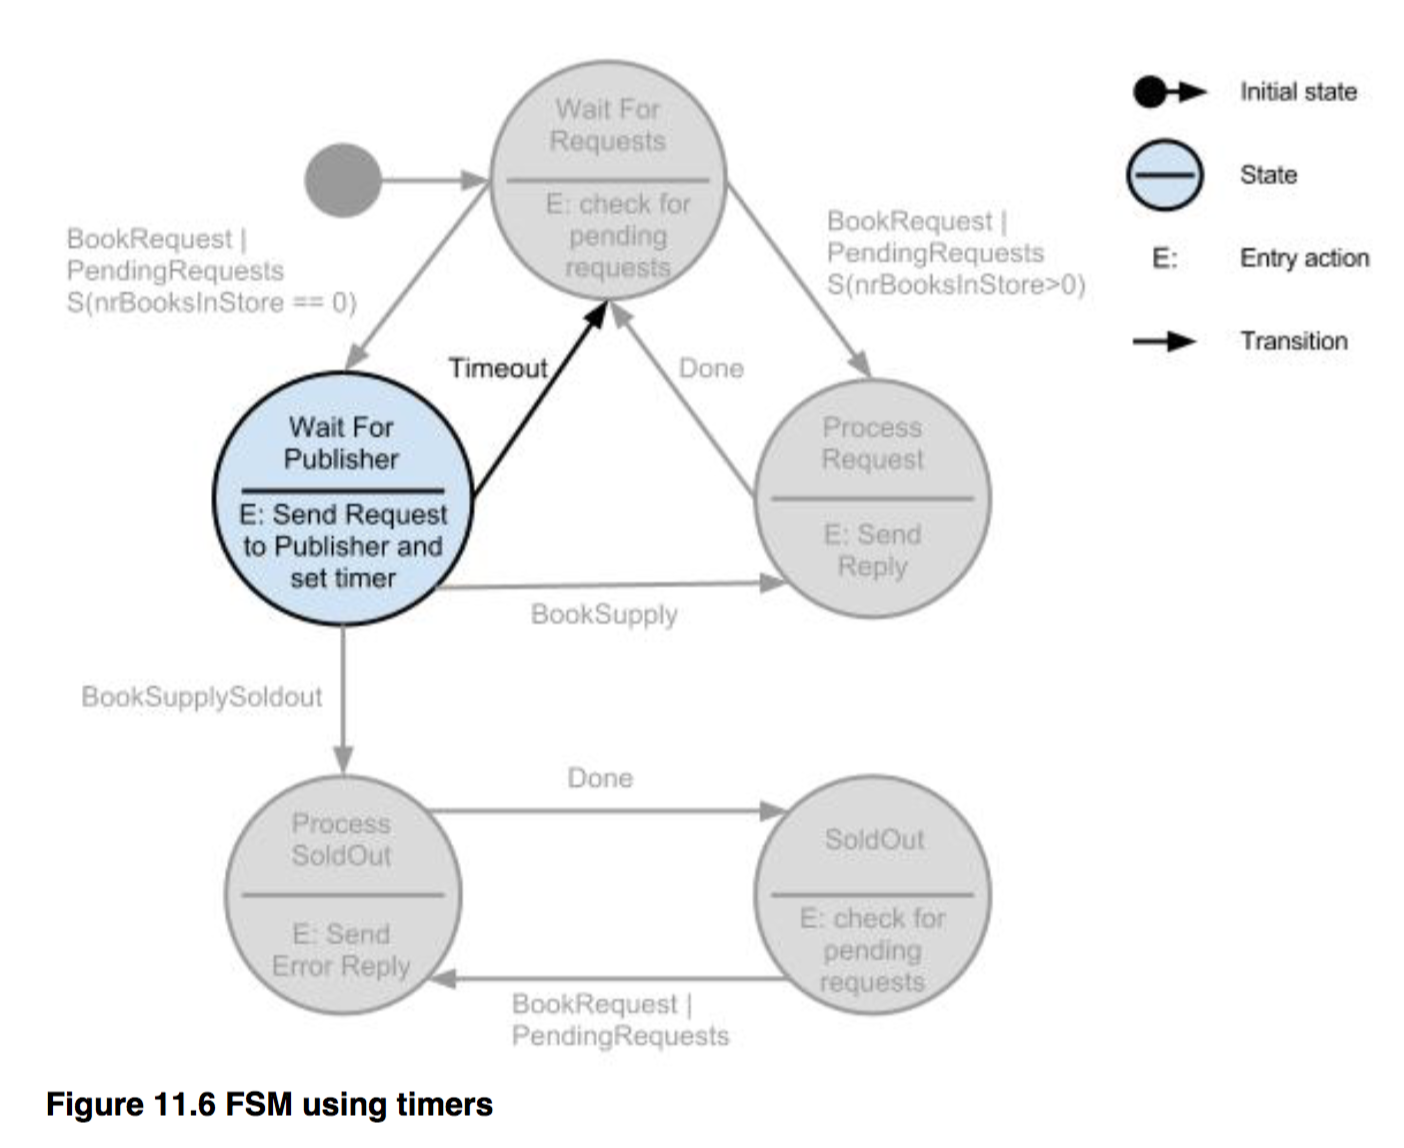 Wait For
Requests
E: check for
pending
requests
Initial state
State
E:
Entry action
Transition
BookRequest |
PendingRequests
S(nrBooksInStore == 0)
BookRequest |
PendingRequests
S(nrBooksInStore>0)
Timeout
Done
Wait For
Publisher
E: Send Request
to Publisher and
set timer
Process
Request
E: Send
Reply
BookSupply
BookSupplySoldout
Done
Process
SoldOut
E: Send
Error Reply
SoldOut
E: check for
pending
requests
BookRequest |
PendingRequests
Figure 11.6 FSM using timers